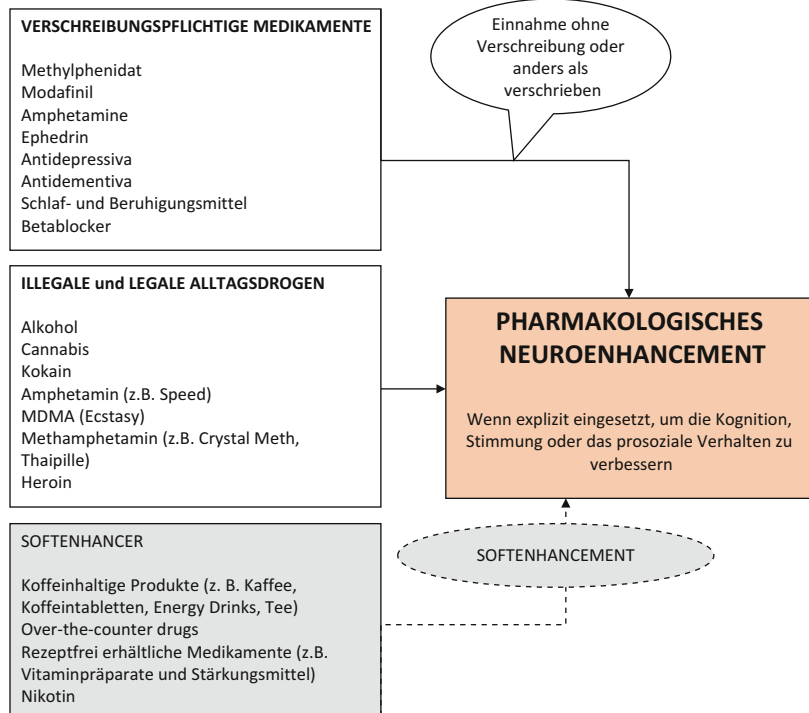 VERSCHREIBUNGSPFLICHTIGE MEDIKAMENTE
Methylphenidat
Modafinil
Amphetamine
Ephedrin
Antidepressiva
Antidementiva
Schlaf- und Beruhigungsmittel
Betablocker
Einnahme ohne
Verschreibung oder
anders als
verschrieben
ILLEGALE und LEGALE ALLTAGSDROGEN
Alkohol
Cannabis
Kokain
Amphetamin (z.B. Speed)
MDMA (Ecstasy)
Methamphetamin (z.B. Crystal Meth,
Thaipille)
Heroin
PHARMAKOLOGISCHES
NEUROENHANCEMENT
Wenn explizit eingesetzt, um die Kognition,
Stimmung oder das prosoziale Verhalten zu
verbessern
SOFTENHANCER
Koffeinhaltige Produkte (z. B. Kaffee,
Koffeintabletten, Energy Drinks, Tee)
Over-the-counter drugs
Rezeptfrei erhältliche Medikamente (z.B.
Vitaminpräparate und Stärkungsmittel)
Nikotin
SOFTENHANCEMENT